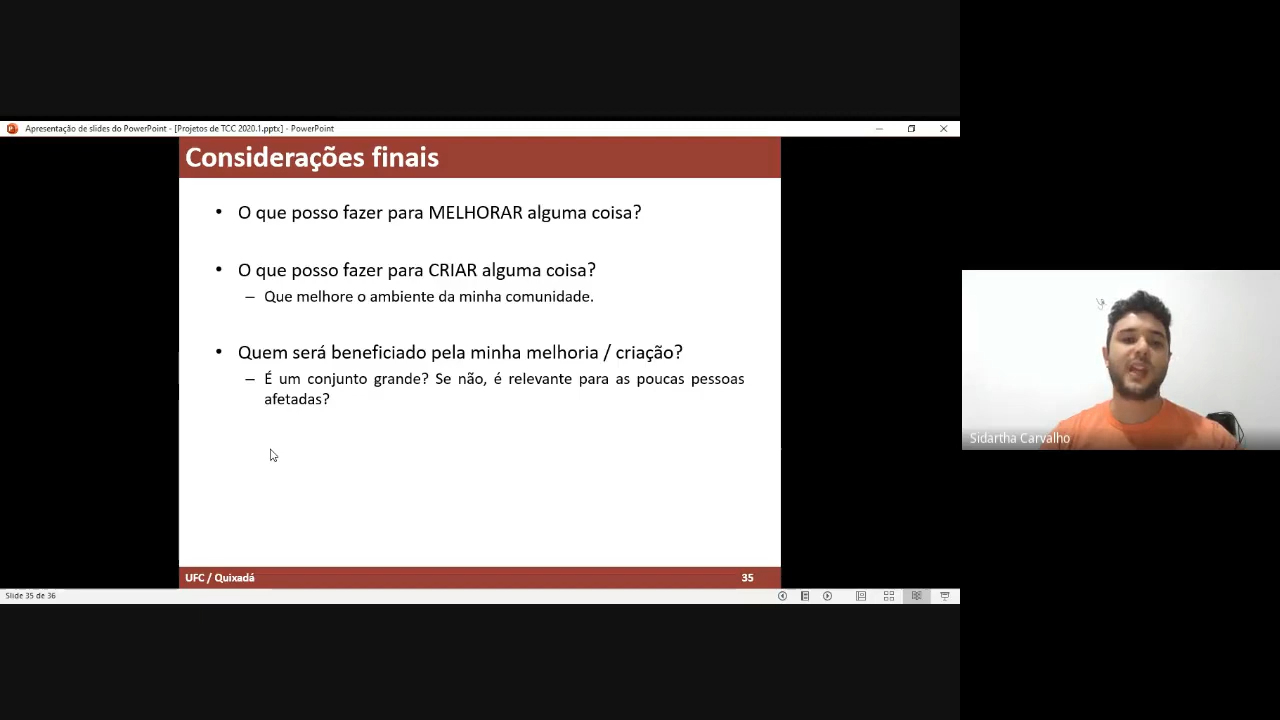 Apresentação de slides do PowerPoint - [Projetos de TCC 2020.1.pptx] - PowerPoint
Considerações finais
• O que posso fazer para MELHORAR alguma coisa?
• O que posso fazer para CRIAR alguma coisa?
– Que melhore o ambiente da minha comunidade.
• Quem será beneficiado pela minha melhoria / criação?
– É um conjunto grande? Se não, é relevante para as poucas pessoas
afetadas?
Sidartha Carvalho
UFC / Quixadá 35
Slide 35 de 36